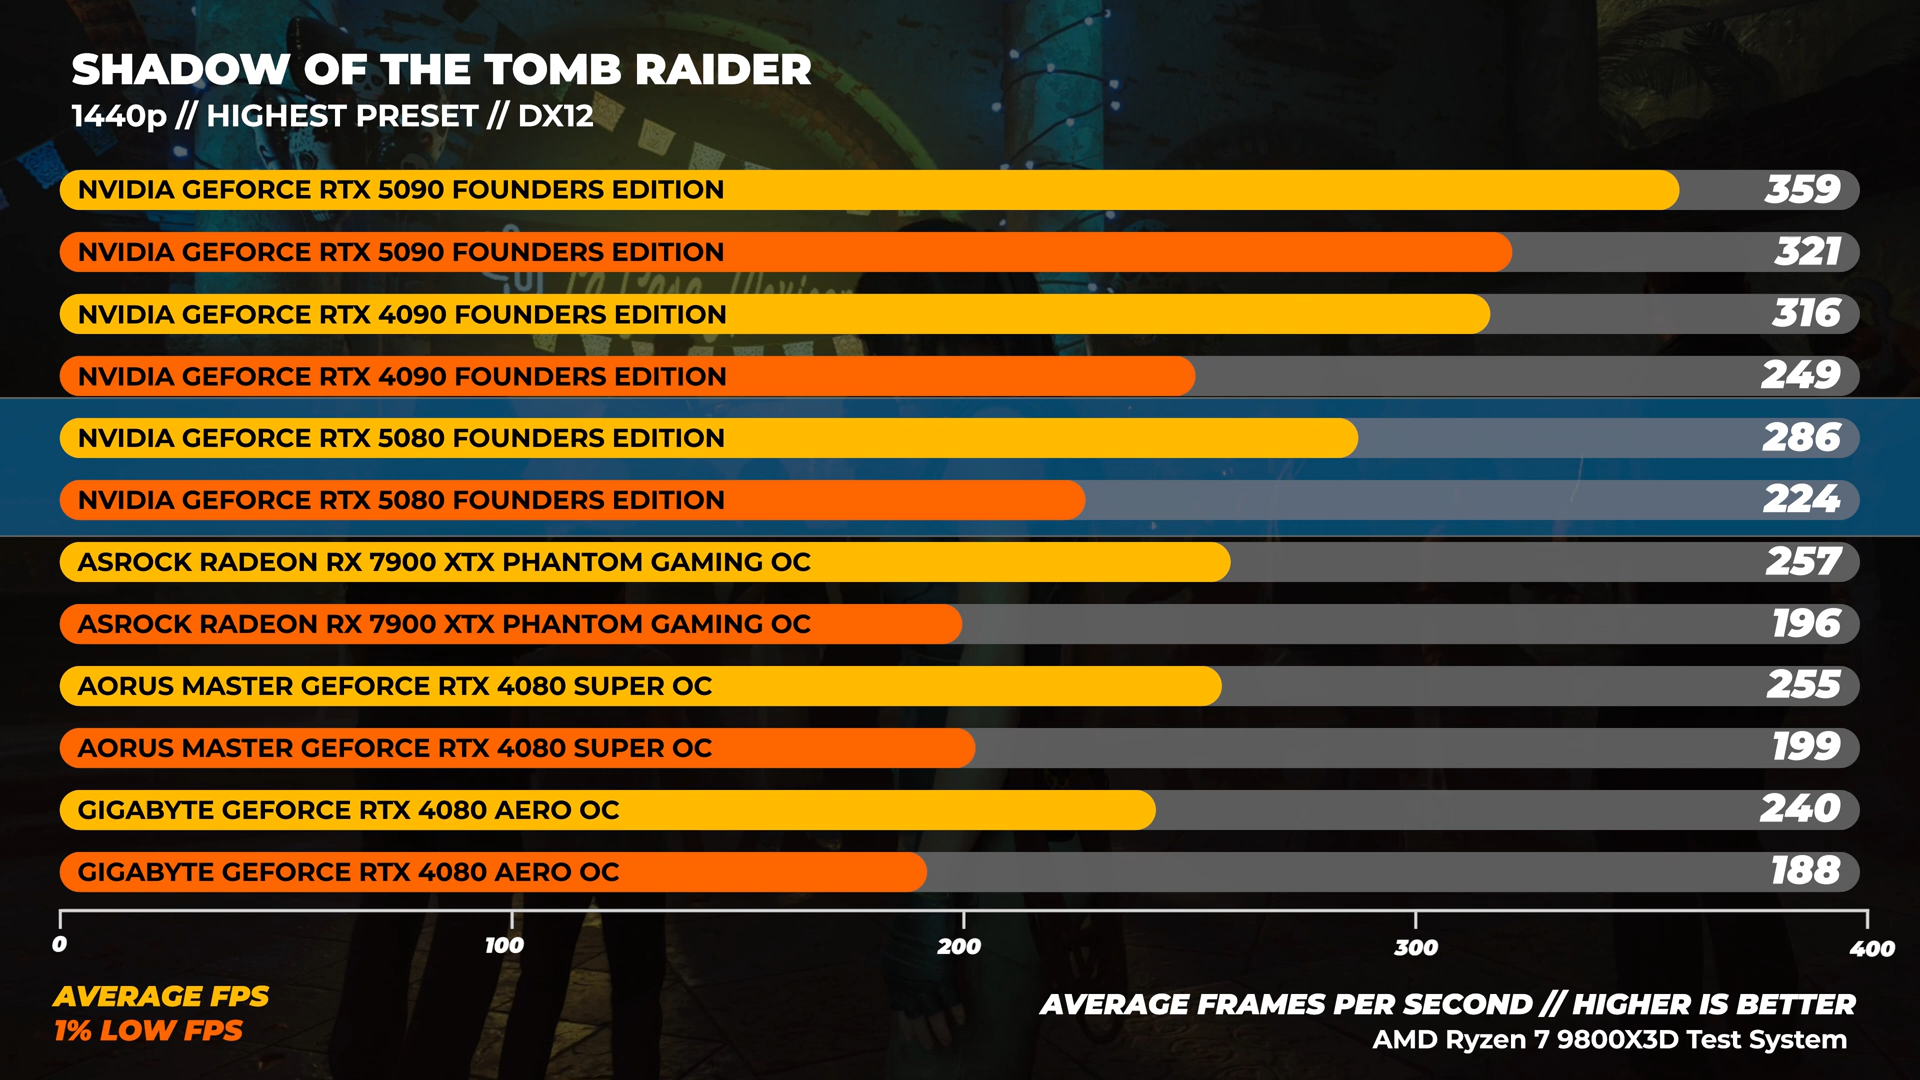 SHADOW OF THE TOMB RAIDER
1440p // HIGHEST PRESET // DX12
NVIDIA GEFORCE RTX 5090 FOUNDERS EDITION 359
NVIDIA GEFORCE RTX 5090 FOUNDERS EDITION 321
NVIDIA GEFORCE RTX 4090 FOUNDERS EDITION 316
NVIDIA GEFORCE RTX 4090 FOUNDERS EDITION 249
NVIDIA GEFORCE RTX 5080 FOUNDERS EDITION 286
NVIDIA GEFORCE RTX 5080 FOUNDERS EDITION 224
ASROCK RADEON RX 7900 XTX PHANTOM GAMING OC 257
ASROCK RADEON RX 7900 XTX PHANTOM GAMING OC 196
AORUS MASTER GEFORCE RTX 4080 SUPER OC 255
AORUS MASTER GEFORCE RTX 4080 SUPER OC 199
GIGABYTE GEFORCE RTX 4080 AERO OC 240
GIGABYTE GEFORCE RTX 4080 AERO OC 188
0 100 200 300 400
AVERAGE FPS
1% LOW FPS
AVERAGE FRAMES PER SECOND // HIGHER IS BETTER
AMD Ryzen 7 9800X3D Test System